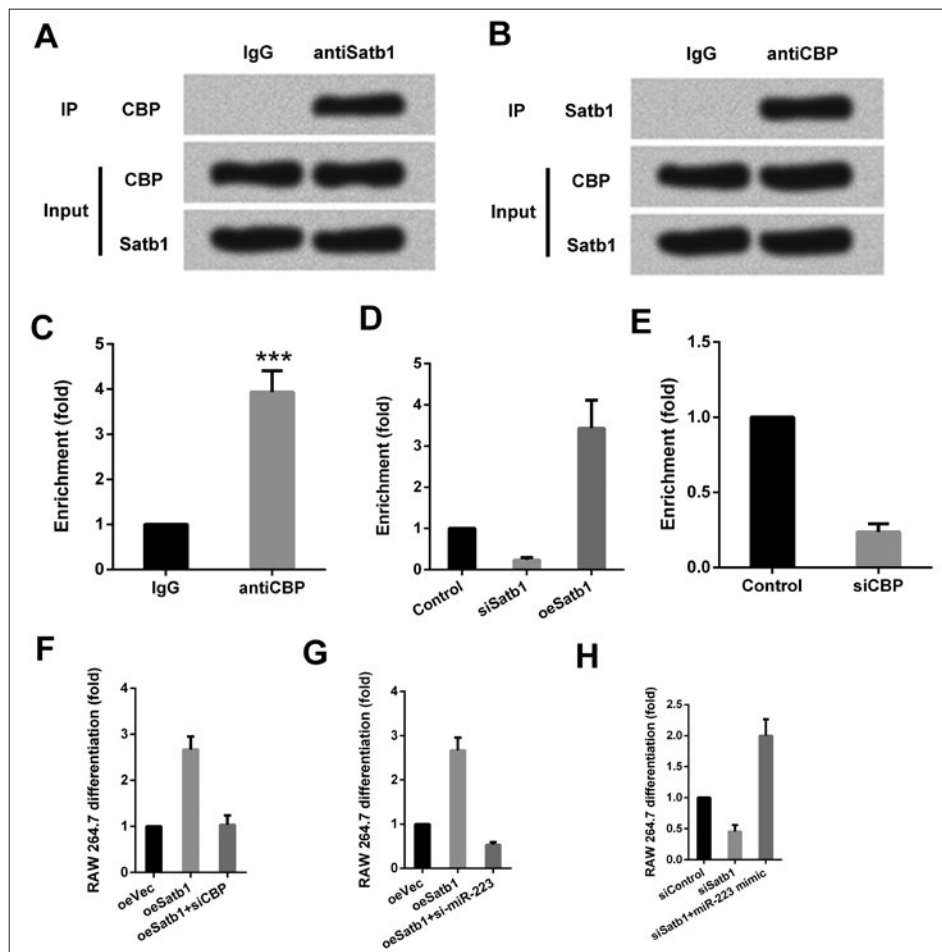 A
IgG antiSatb1
IP CBP
Input CBP
Satb1
B
IgG antiCBP
IP Satb1
Input CBP
Satb1
C
Enrichment (fold)
5
4
3
2
1
0
***
IgG antiCBP
D
Enrichment (fold)
5
4
3
2
1
0
Control siSatb1 oeSatb1
E
Enrichment (fold)
1.5
1.0
0.5
0.0
Control siCBP
F
RAW 264.7 differentiation (fold)
4
3
2
1
0
oeVec oeSatb1 oeSatb1+siCBP
G
RAW 264.7 differentiation (fold)
4
3
2
1
0
oeVec oeSatb1 oeSatb1+si-miR-223
H
RAW 264.7 differentiation (fold)
2.5
2.0
1.5
1.0
0.5
0.0
siControl siSatb1 siSatb1+miR-223 mimic